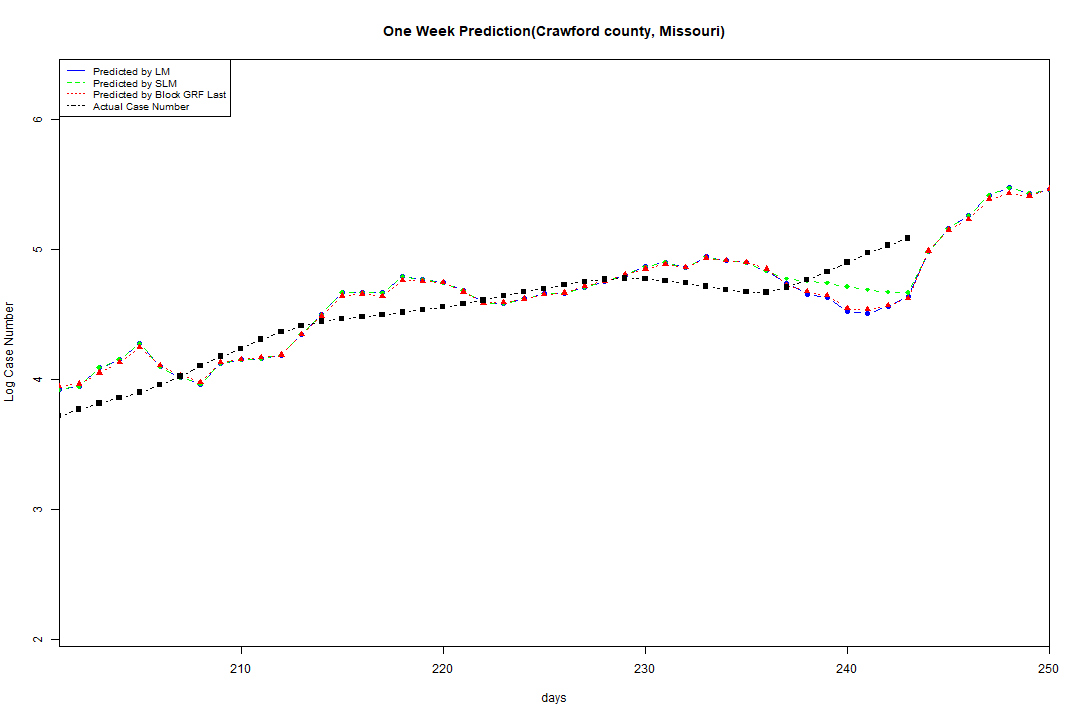 One Week Prediction(Crawford county, Missouri)
Predicted by LM
Predicted by SLM
Predicted by Block GRF Last
Actual Case Number
6
5
4
3
2
Log Case Number
210 220 230 240 250
days